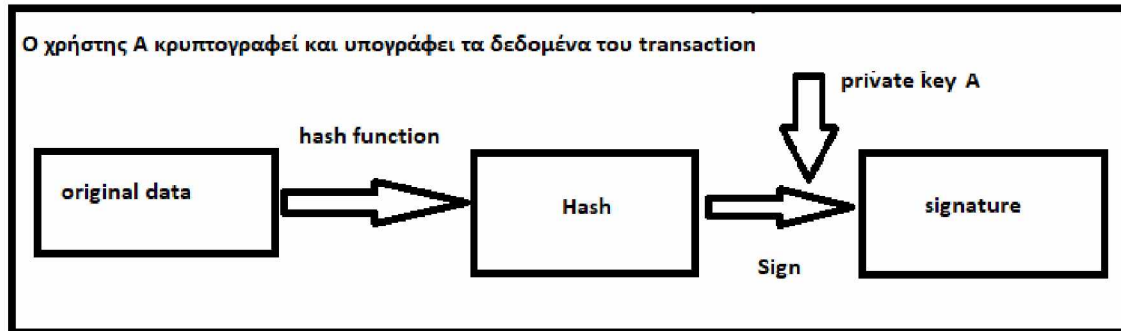 Ο χρήστης Α κρυπτογραφεί και υπογράφει τα δεδομένα του transaction
private key A
hash function
original data
Hash
signature
Sign